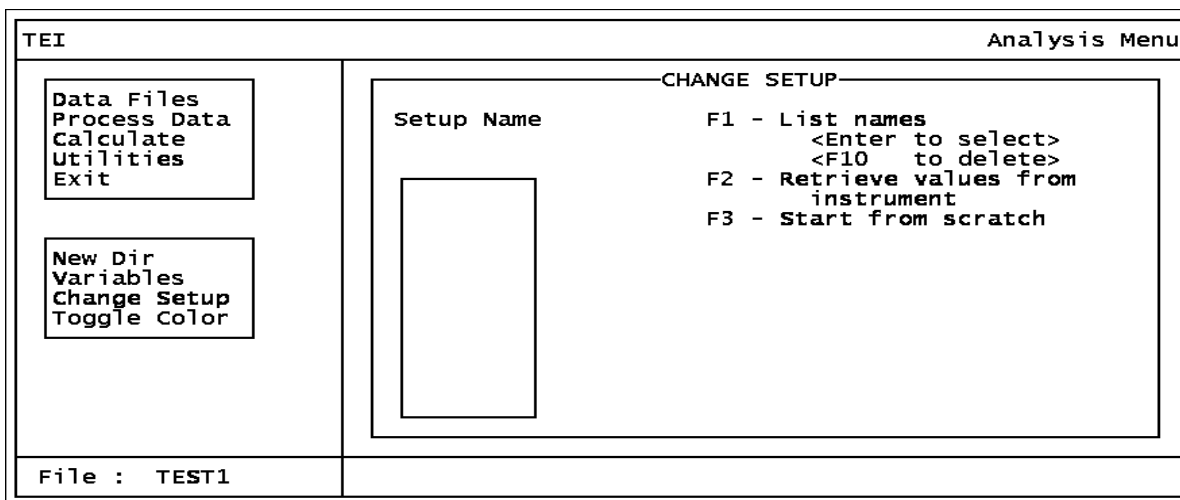 TEI Analysis Menu
Data Files
Process Data
Calculate
Utilities
Exit
New Dir
Variables
Change Setup
Toggle Color
CHANGE SETUP
Setup Name
F1 - List names
<Enter to select>
<F10 to delete>
F2 - Retrieve values from
instrument
F3 - Start from scratch
File : TEST1